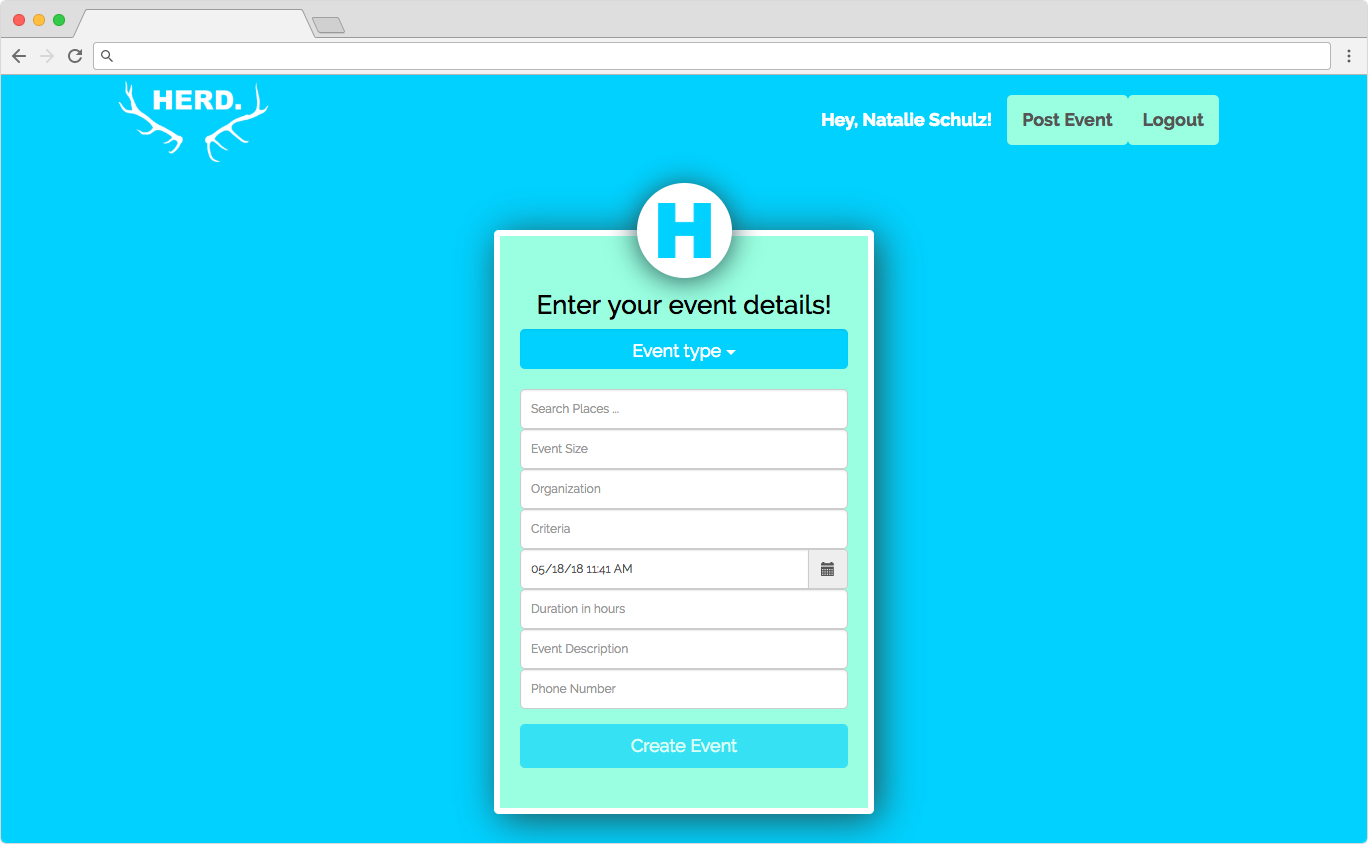 HERD.
Hey, Natalie Schulz!
Post Event
Logout
H
Enter your event details!
Event type
Search Places ...
Event Size
Organization
Criteria
05/18/18 11:41 AM
Duration in hours
Event Description
Phone Number
Create Event